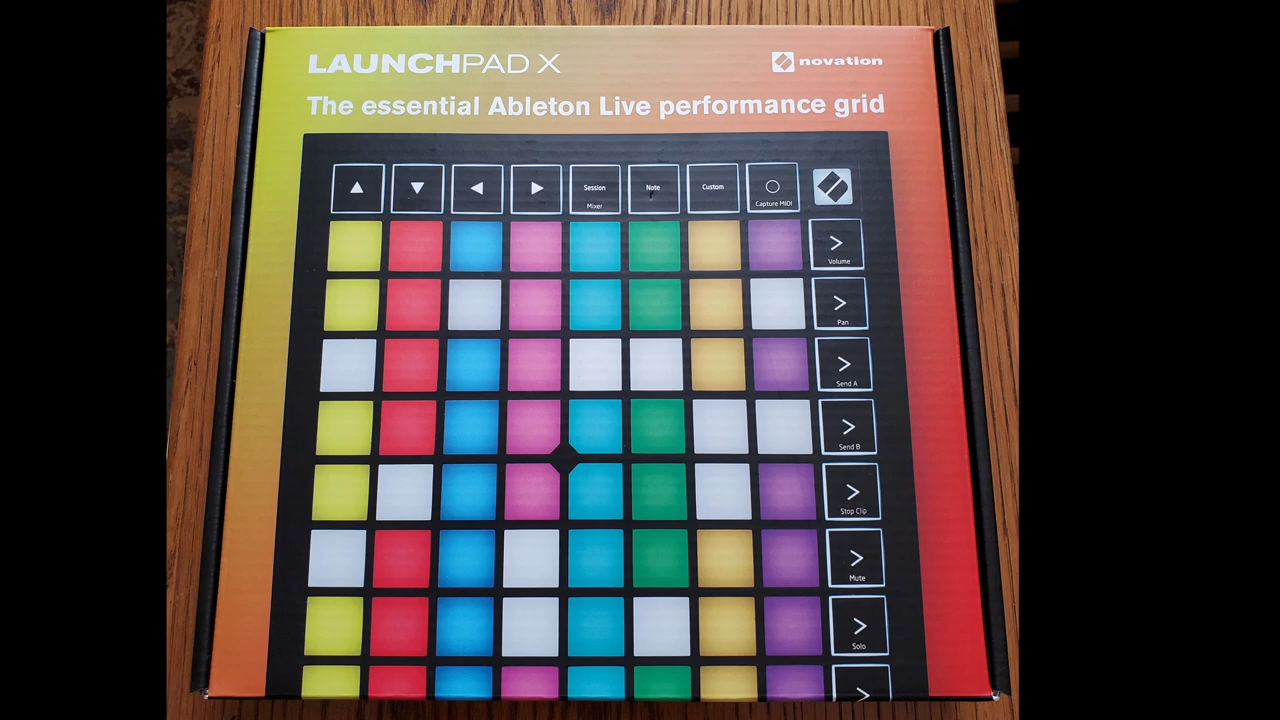 LAUNCHPAD X
novation
The essential Ableton Live performance grid
Session
Mixer
Note
Custom
Capture MIDI
Volume
Pan
Send A
Send B
Stop Clip
Mute
Solo